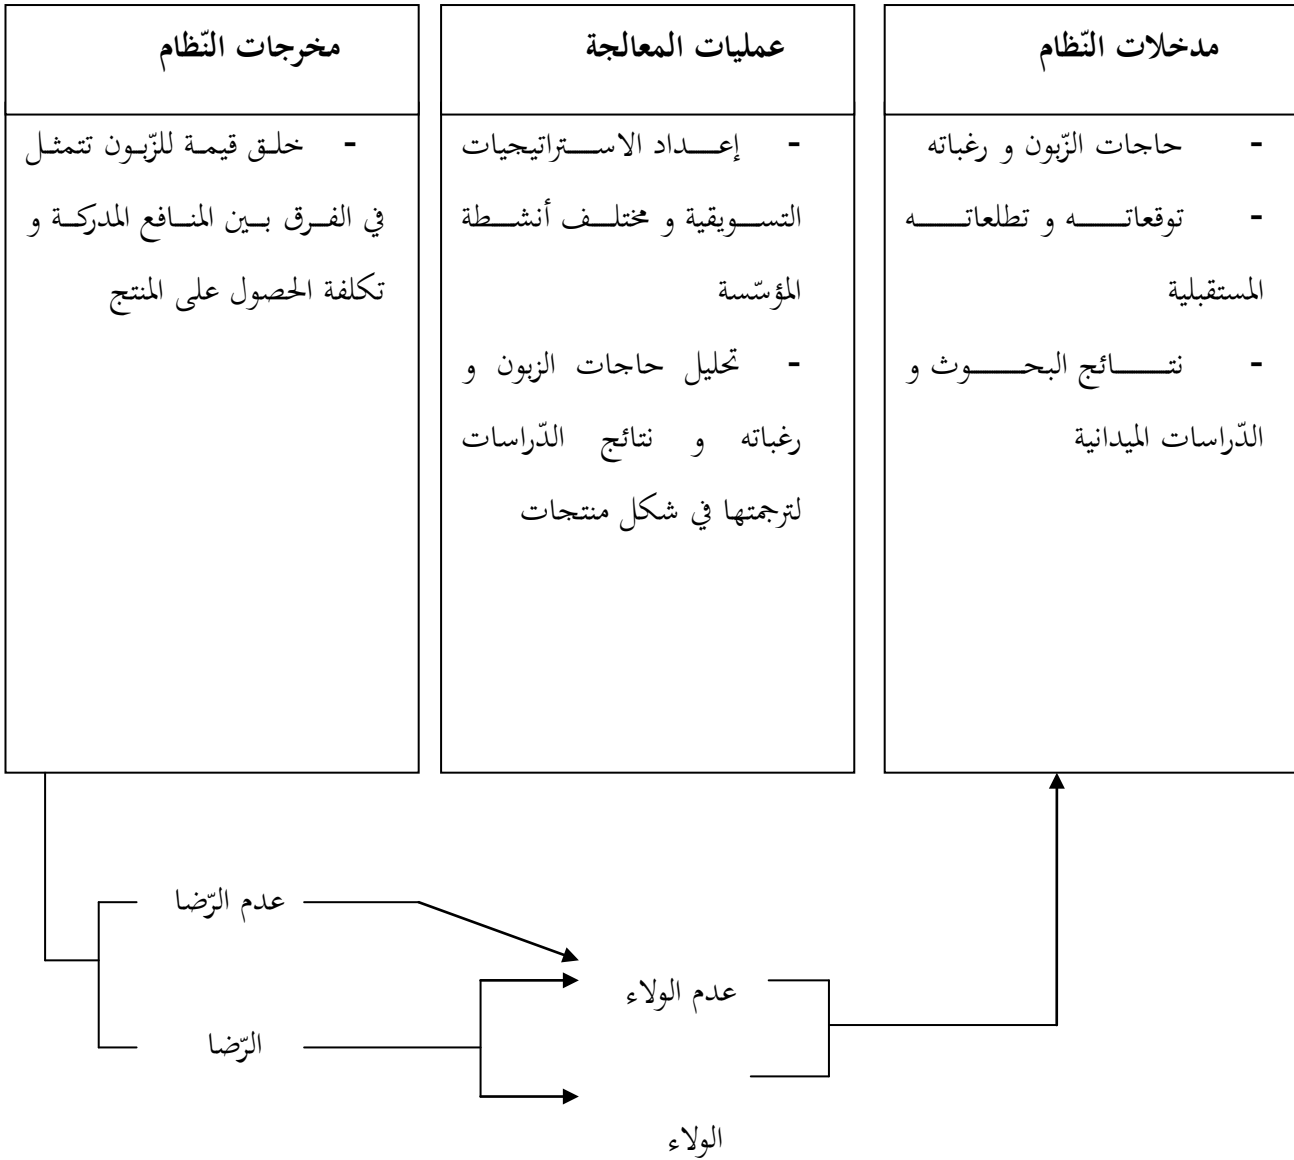 مدخلات النّظام
- حاجات الزّبون و رغباته
- توقعاته و تطلعاته
المستقبلية
- نتائج البحوث و
الدّراسات الميدانية
عمليات المعالجة
- إعداد الاستراتيجيات
التسويقية و مختلف أنشطة
المؤسّسة
- تحليل حاجات الزبون و
رغباته و نتائج الدّراسات
لترجمتها في شكل منتجات
مخرجات النّظام
- خلق قيمة للزّبون تتمثل
في الفرق بين المنافع المدركة و
تكلفة الحصول على المنتج
عدم الرّضا
عدم الولاء
الرّضا
الولاء